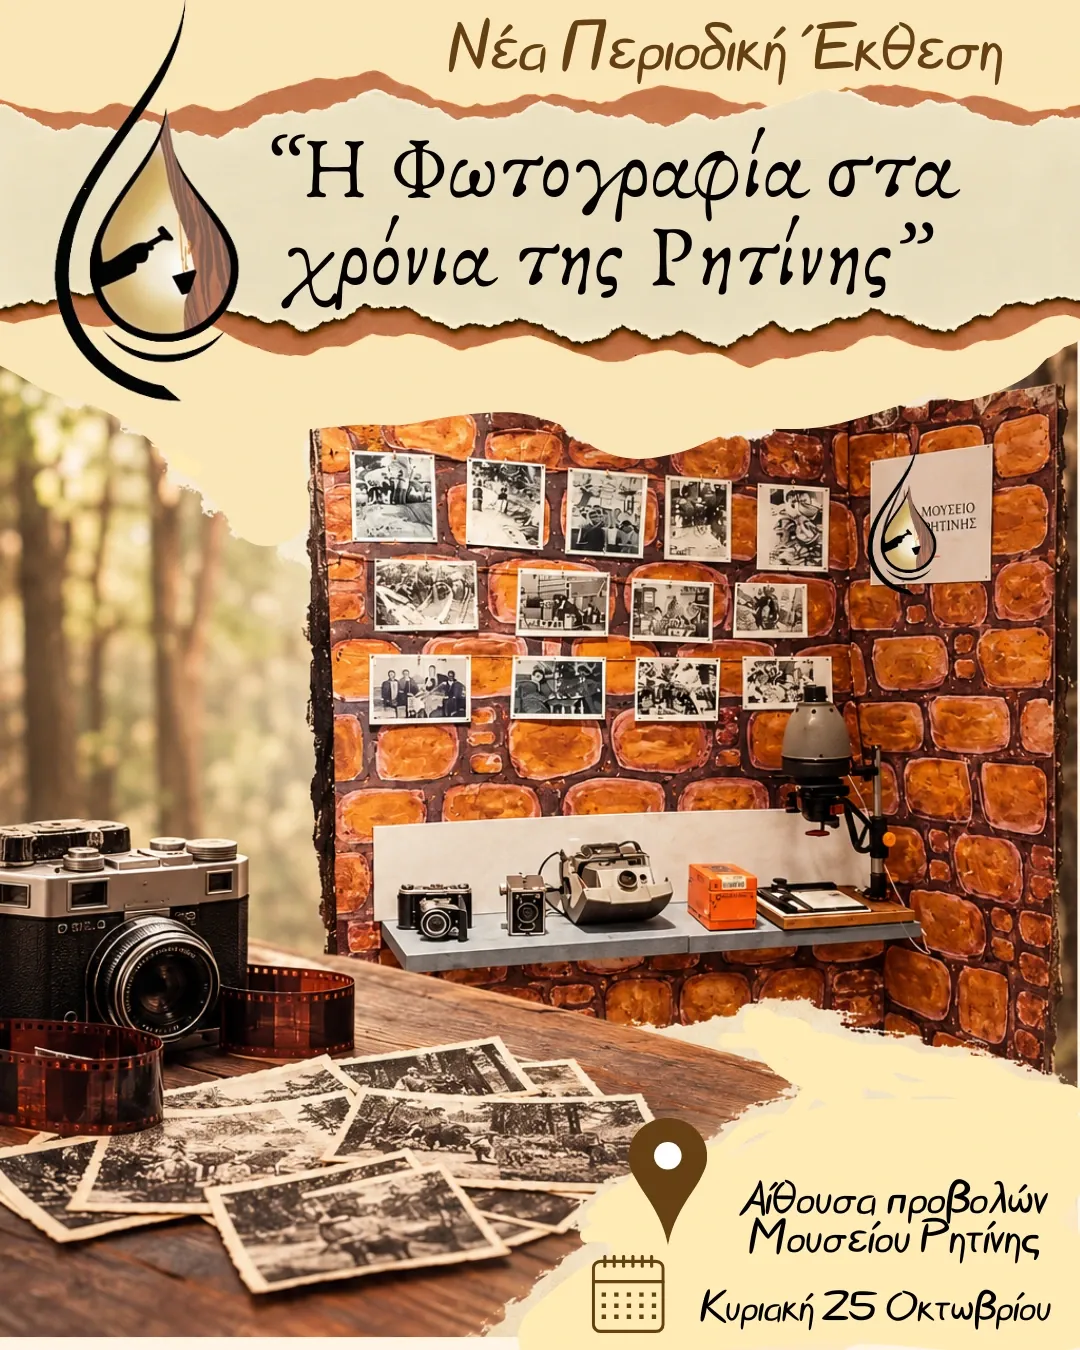 Νέα Περιοδική Έκθεση
“Η Φωτογραφία στα
χρόνια της Ρητίνης”
ΜΟΥΣΕΙΟ
ΡΗΤΙΝΗΣ
Αίθουσα προβολών
Μουσείου Ρητίνης
Κυριακή 25 Οκτωβρίου